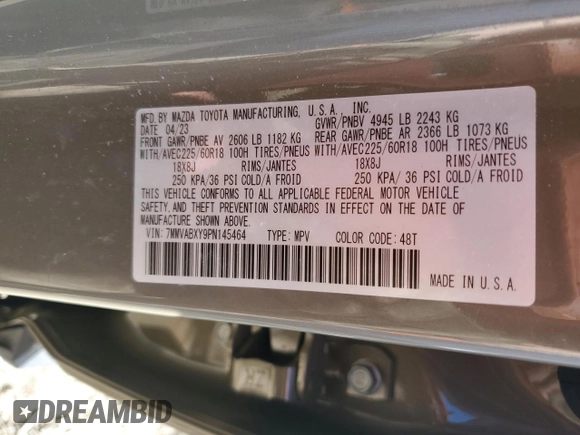 MFD.BY MAZDA TOYOTA MANUFACTURING, U.S.A., INC.
DATE 04/23 GVWR/PNBV 4945 LB 2243 KG
FRONT GAWR/PNBE AV 2606 LB 1182 KG REAR GAWR/PNBE AR 2366 LB 1073 KG
WITH/AVEC225/60R18 100H TIRES/PNEUS WITH/AVEC225/60R18 100H TIRES/PNEUS
18X8J RIMS/JANTES 18X8J RIMS/JANTES
250 KPA/36 PSI COLD/A FROID 250 KPA/ 36 PSI COLD/A FROID
THIS VEHICLE CONFORMS TO ALL APPLICABLE FEDERAL MOTOR VEHICLE
SAFETY,AND THEFT PREVENTION STANDARDS IN EFFECT ON THE DATE OF
MANUFACTURE SHOWN ABOVE.
VIN: 7MMVABXY9PN145464 TYPE: MPV COLOR CODE: 48T
MADE IN U.S.A.
DREAMBID